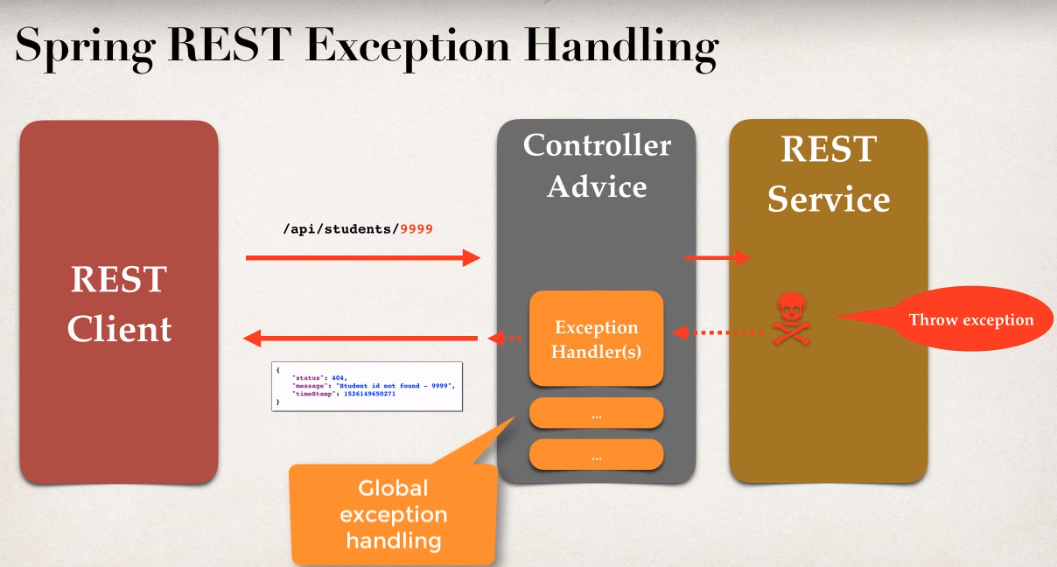 Spring REST Exception Handling
REST
Client
/api/students/9999
{
"status": 404,
"message": "Student id not found - 9999",
"timeStamp": 1526149650271
}
Controller
Advice
Exception
Handler(s)
...
...
Global
exception
handling
REST
Service
Throw exception